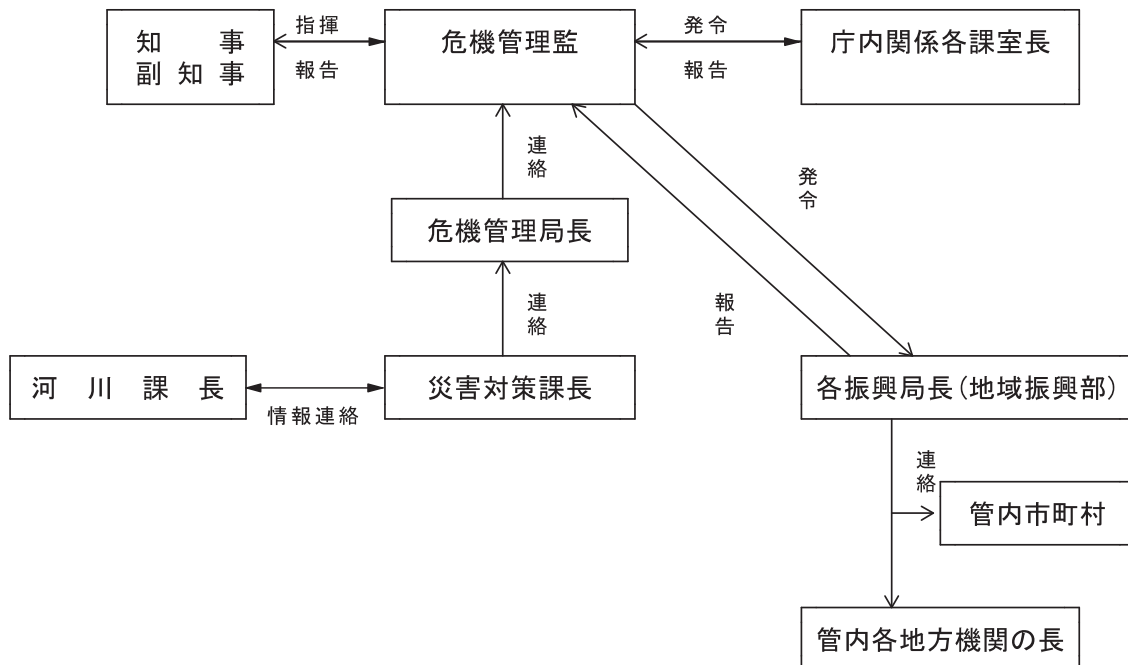 知　　事
副 知 事
指揮
報告
危機管理監
発令
報告
庁内関係各課室長
連絡
発令
危機管理局長
連絡
報告
河　川　課　長
情報連絡
災害対策課長
各振興局長（地域振興部）
連絡
管内市町村
管内各地方機関の長